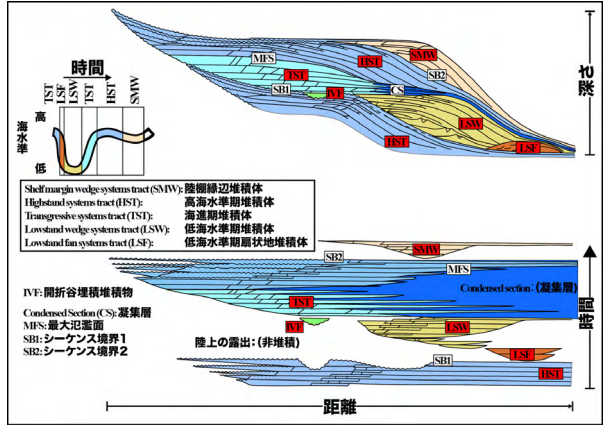 時間
TST
LSF
LSW
TST
HST
SMW
高
海水準
低
MFS
HST
SMW
TST
SB2
SB1
IVF
CS
LSW
HST
LSF
深さ
Shelf margin wedge systems tract (SMW): 陸棚縁辺堆積体
Highstand systems tract (HST): 高海水準期堆積体
Transgressive systems tract (TST): 海進期堆積体
Lowstand wedge systems tract (LSW): 低海水準期堆積体
Lowstand fan systems tract (LSF): 低海水準期扇状地堆積体
SMW
SB2
MFS
IVF: 開折谷埋積堆積物
Condensed section: (凝集層)
Condensed Section (CS): 凝集層
TST
MFS: 最大氾濫面
IVF
LSW
SB1: シーケンス境界1
陸上の露出: (非堆積)
SB2: シーケンス境界2
LSF
SB1
HST
時間
距離